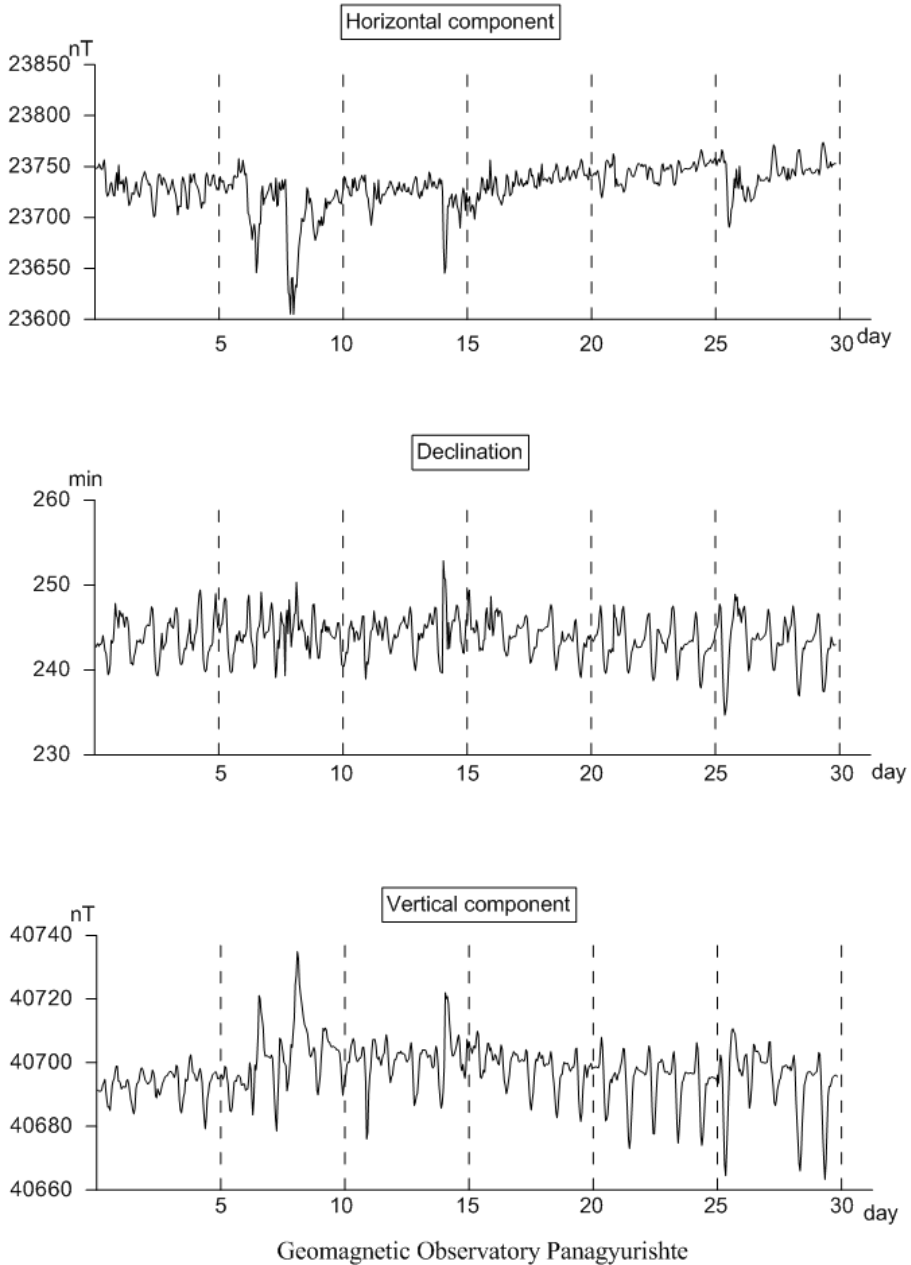 Horizontal component
nT
23850
23800
23750
23700
23650
23600
5 10 15 20 25 30 day
Declination
min
260
250
240
230
5 10 15 20 25 30 day
Vertical component
nT
40740
40720
40700
40680
40660
5 10 15 20 25 30 day
Geomagnetic Observatory Panagyurishte